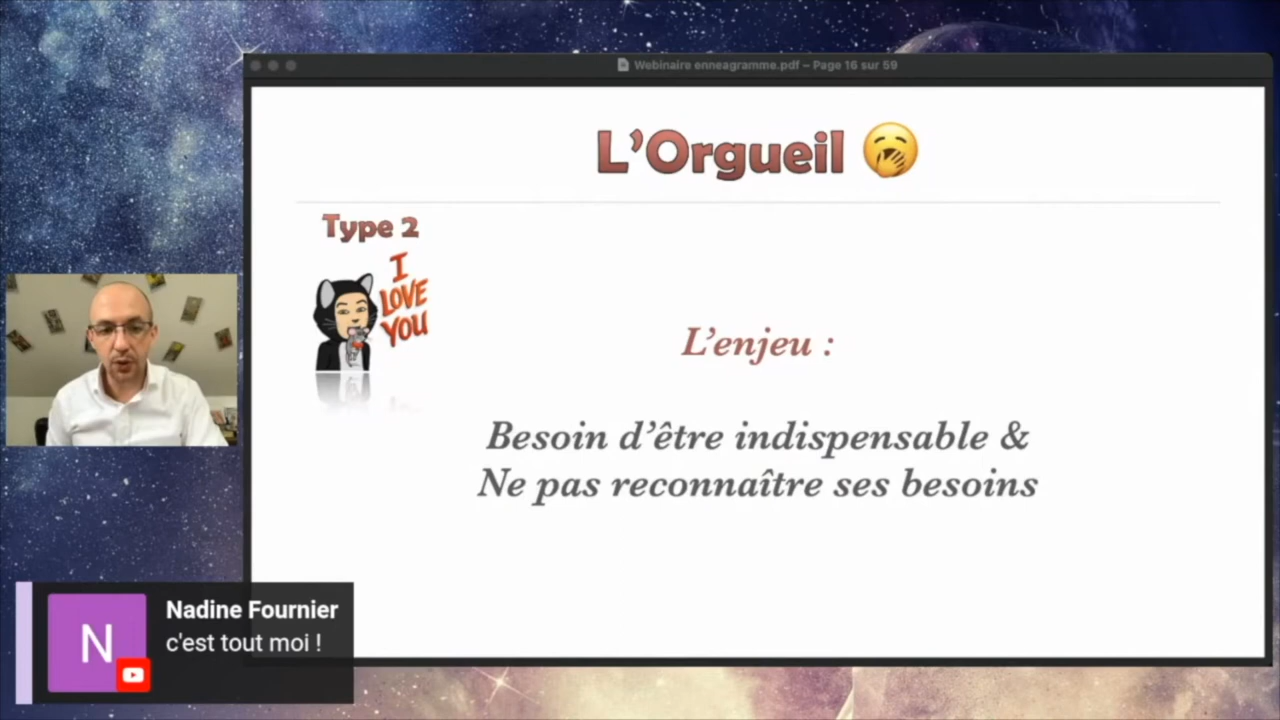 Webinaire enneagramme.pdf – Page 16 sur 59
L'Orgueil
Type 2
I
LOVE
YOU
L'enjeu :
Besoin d'être indispensable &
Ne pas reconnaître ses besoins
N
Nadine Fournier
c'est tout moi !